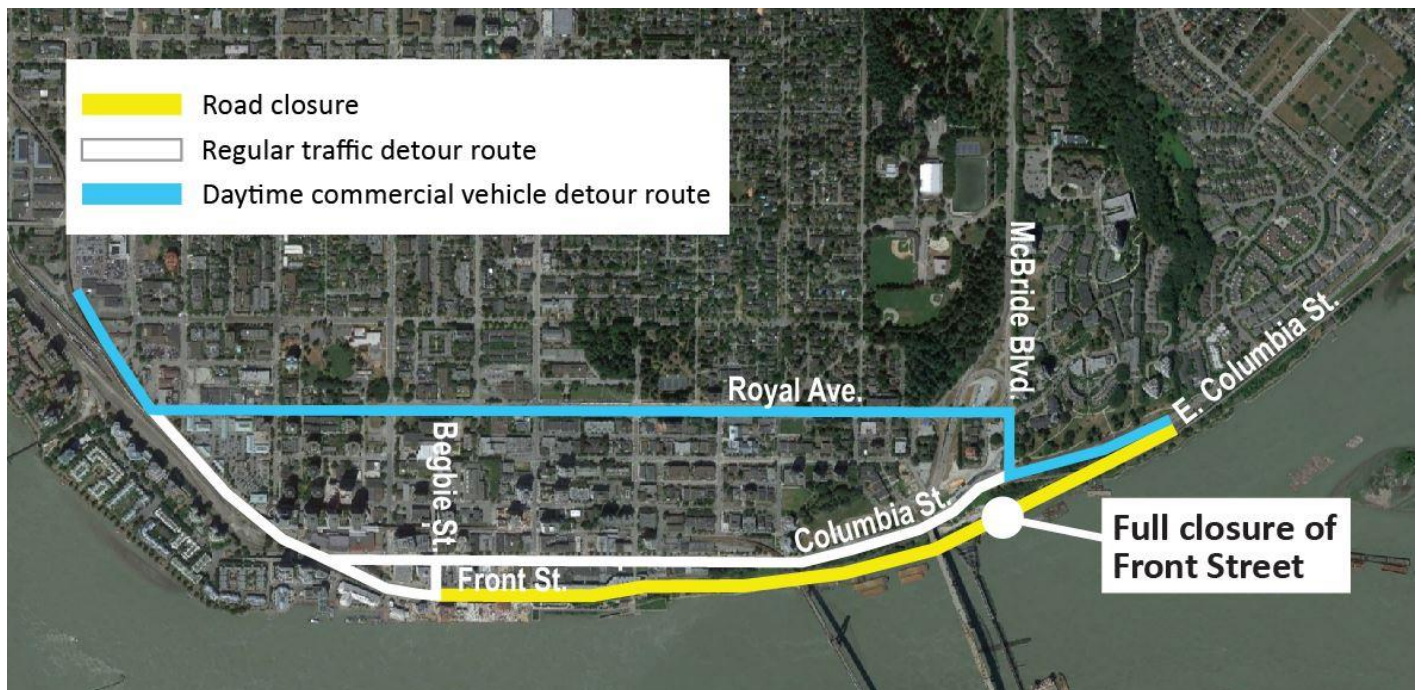 Road closure
Regular traffic detour route
Daytime commercial vehicle detour route
McBride Blvd.
E. Columbia St.
Royal Ave.
Begbie St.
Columbia St.
Front St.
Full closure of
Front Street